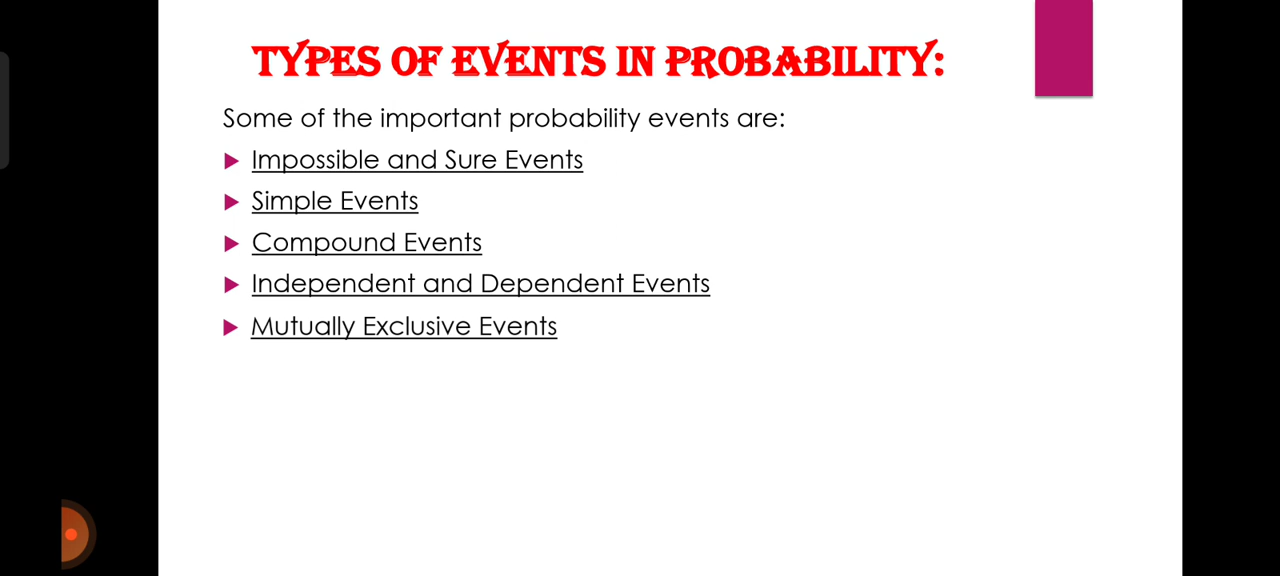 TYPES OF EVENTS IN PROBABILITY:
Some of the important probability events are:
Impossible and Sure Events
Simple Events
Compound Events
Independent and Dependent Events
Mutually Exclusive Events